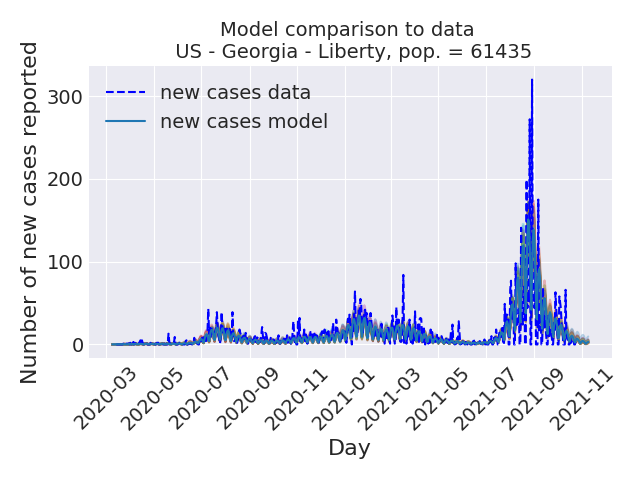 Model comparison to data
US - Georgia - Liberty, pop. = 61435
Number of new cases reported
300
200
100
0
new cases data
new cases model
2020-03
2020-05
2020-07
2020-09
2020-11
2021-01
2021-03
2021-05
2021-07
2021-09
2021-11
Day